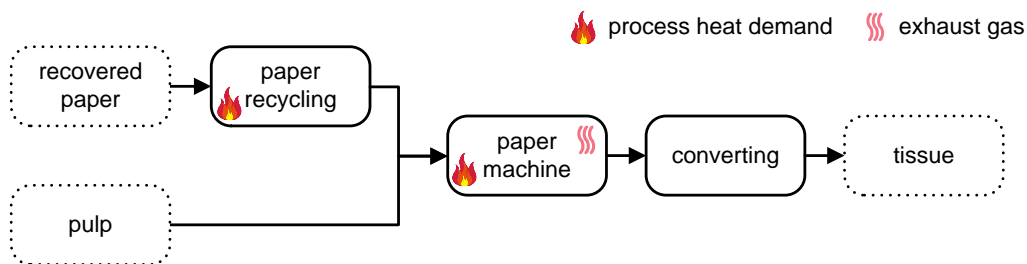 process heat demand
exhaust gas
recovered
paper
paper
recycling
paper
machine
converting
tissue
pulp